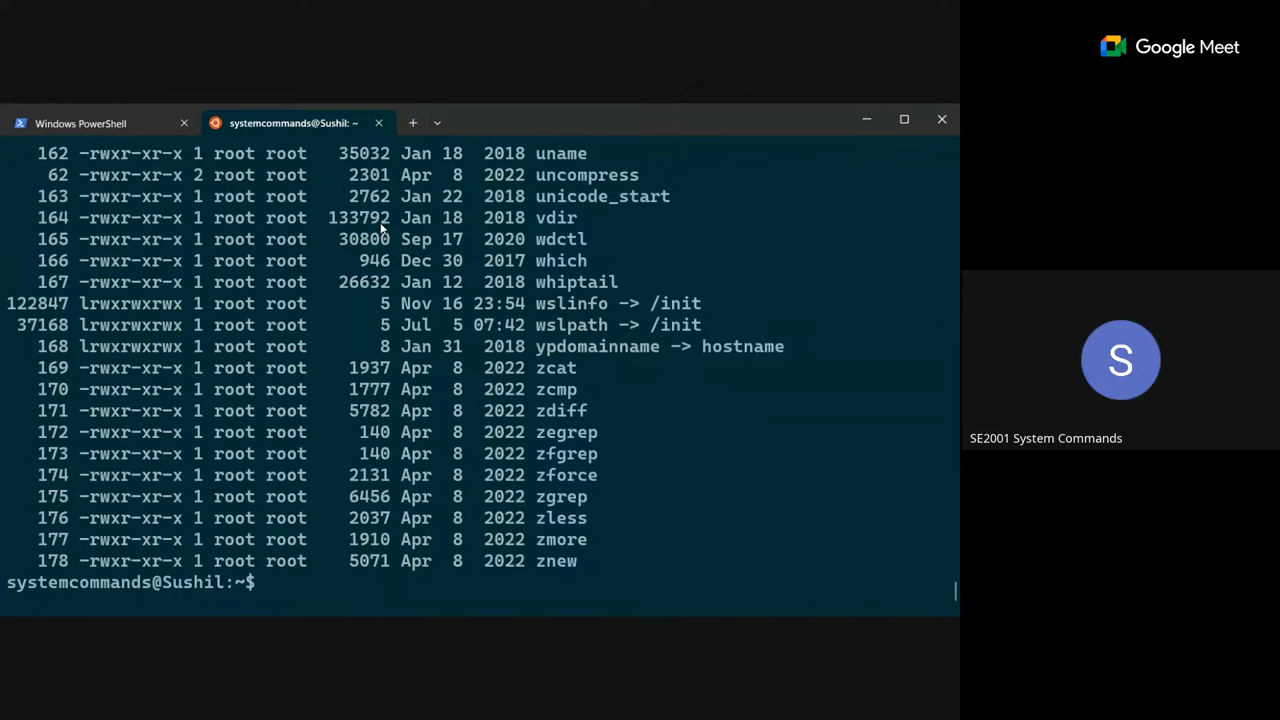 Google Meet
Windows PowerShell
systemcommands@Sushil: ~
162 -rwxr-xr-x 1 root root 35032 Jan 18 2018 uname
62 -rwxr-xr-x 2 root root 2301 Apr 8 2022 uncompress
163 -rwxr-xr-x 1 root root 2762 Jan 22 2018 unicode_start
164 -rwxr-xr-x 1 root root 133792 Jan 18 2018 vdir
165 -rwxr-xr-x 1 root root 30800 Sep 17 2020 wdctl
166 -rwxr-xr-x 1 root root 946 Dec 30 2017 which
167 -rwxr-xr-x 1 root root 26632 Jan 12 2018 whiptail
122847 lrwxrwxrwx 1 root root 5 Nov 16 23:54 wslinfo -> /init
37168 lrwxrwxrwx 1 root root 5 Jul 5 07:42 wslpath -> /init
168 lrwxrwxrwx 1 root root 8 Jan 31 2018 ypdomainname -> hostname
169 -rwxr-xr-x 1 root root 1937 Apr 8 2022 zcat
170 -rwxr-xr-x 1 root root 1777 Apr 8 2022 zcmp
171 -rwxr-xr-x 1 root root 5782 Apr 8 2022 zdiff
172 -rwxr-xr-x 1 root root 140 Apr 8 2022 zegrep
173 -rwxr-xr-x 1 root root 140 Apr 8 2022 zfgrep
174 -rwxr-xr-x 1 root root 2131 Apr 8 2022 zforce
175 -rwxr-xr-x 1 root root 6456 Apr 8 2022 zgrep
176 -rwxr-xr-x 1 root root 2037 Apr 8 2022 zless
177 -rwxr-xr-x 1 root root 1910 Apr 8 2022 zmore
178 -rwxr-xr-x 1 root root 5071 Apr 8 2022 znew
systemcommands@Sushil:~$
S
SE2001 System Commands